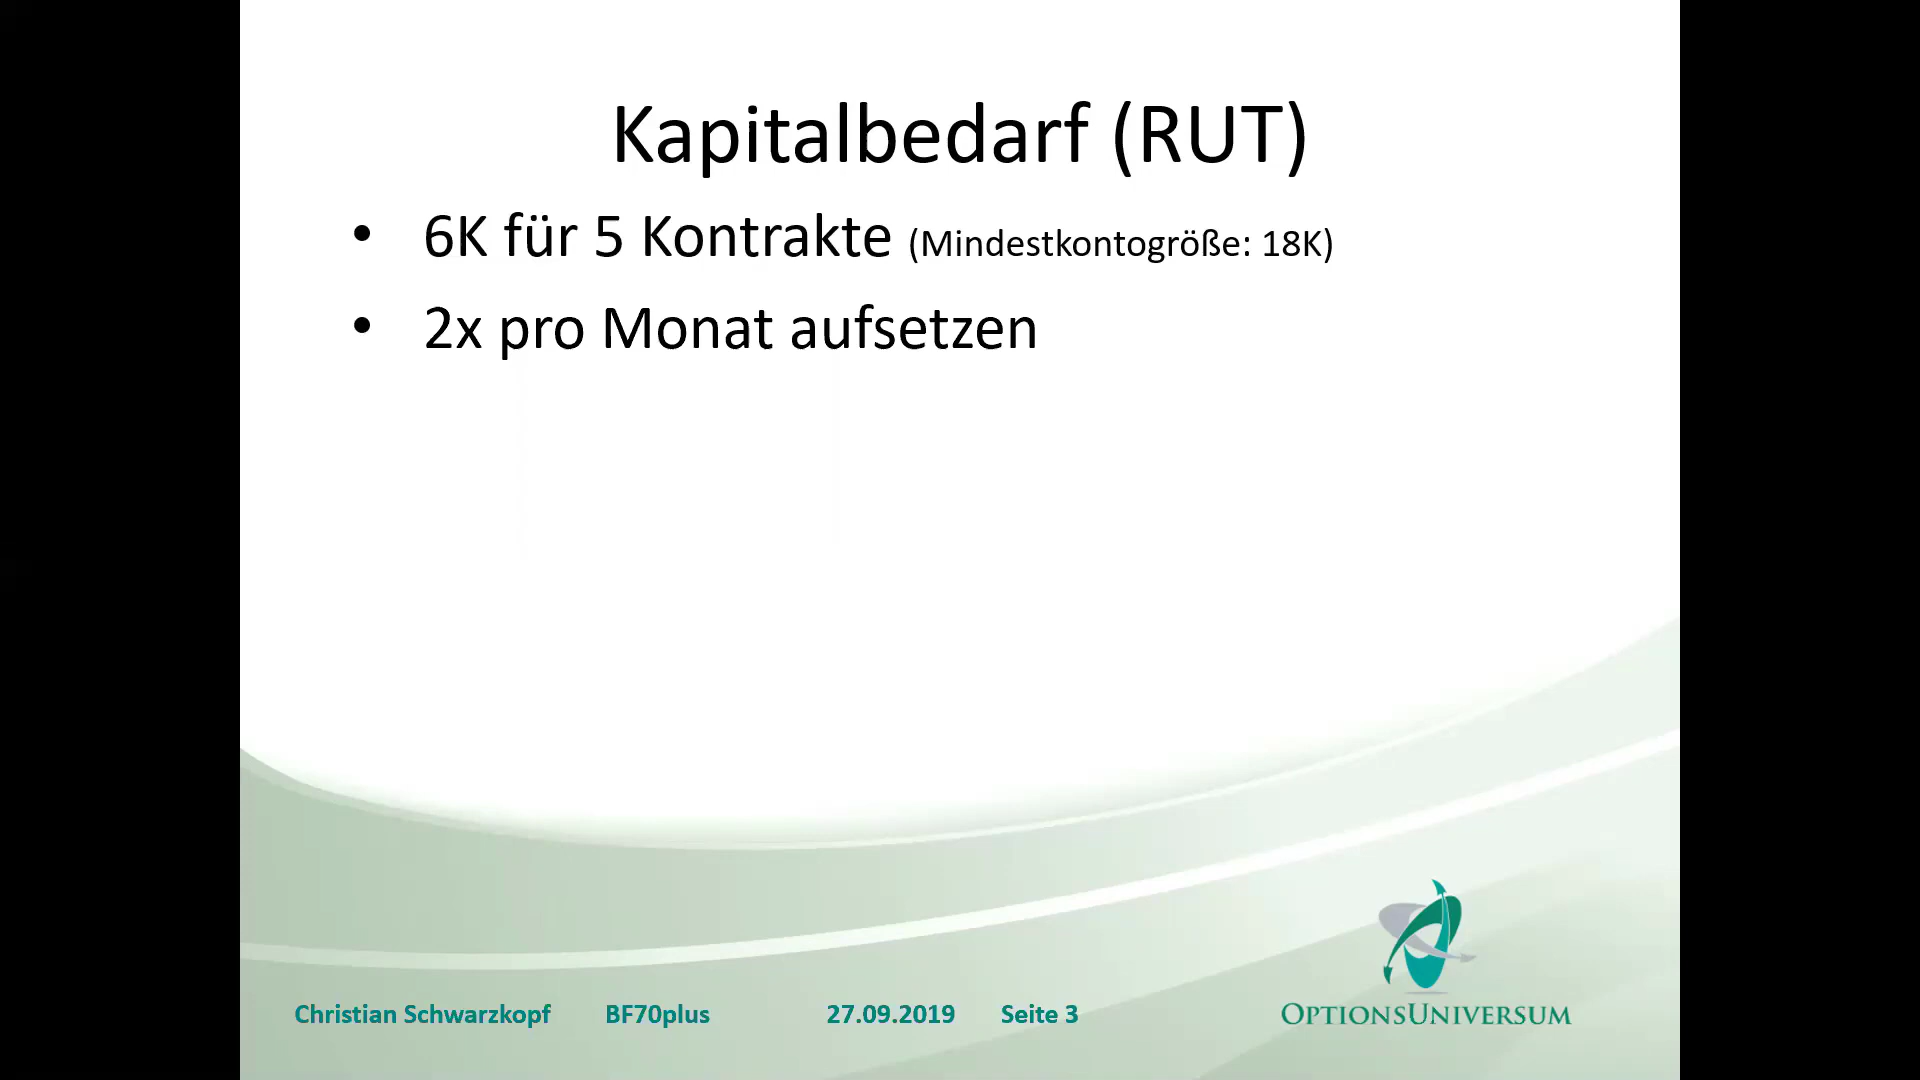 Kapitalbedarf (RUT)
• 6K für 5 Kontrakte (Mindestkontogröße: 18K)
• 2x pro Monat aufsetzen
Christian Schwarzkopf BF70plus 27.09.2019 Seite 3
OPTIONSUNIVERSUM